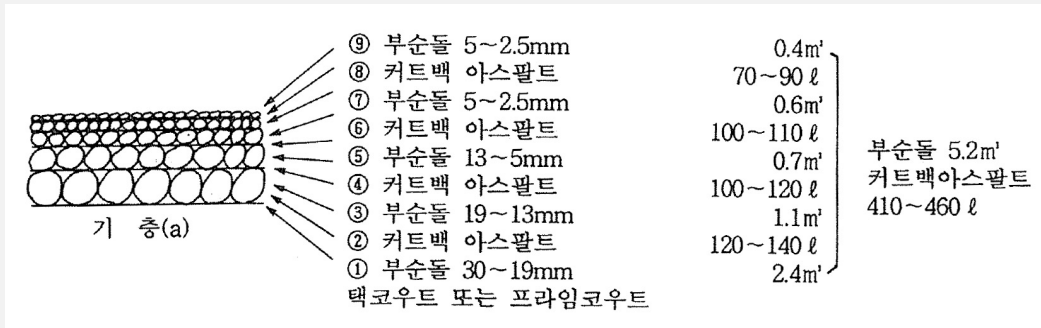 ⑨ 부순돌 5~2.5mm 0.4㎥
⑧ 커트백 아스팔트 70~90 ℓ
⑦ 부순돌 5~2.5mm 0.6㎥
⑥ 커트백 아스팔트 100~110 ℓ
⑤ 부순돌 13~5mm 0.7㎥
④ 커트백 아스팔트 100~120 ℓ
③ 부순돌 19~13mm 1.1㎥
② 커트백 아스팔트 120~140 ℓ
① 부순돌 30~19mm 2.4㎥
택코우트 또는 프라임코우트
기 층(a)
부순돌 5.2㎥
커트백아스팔트
410~460 ℓ